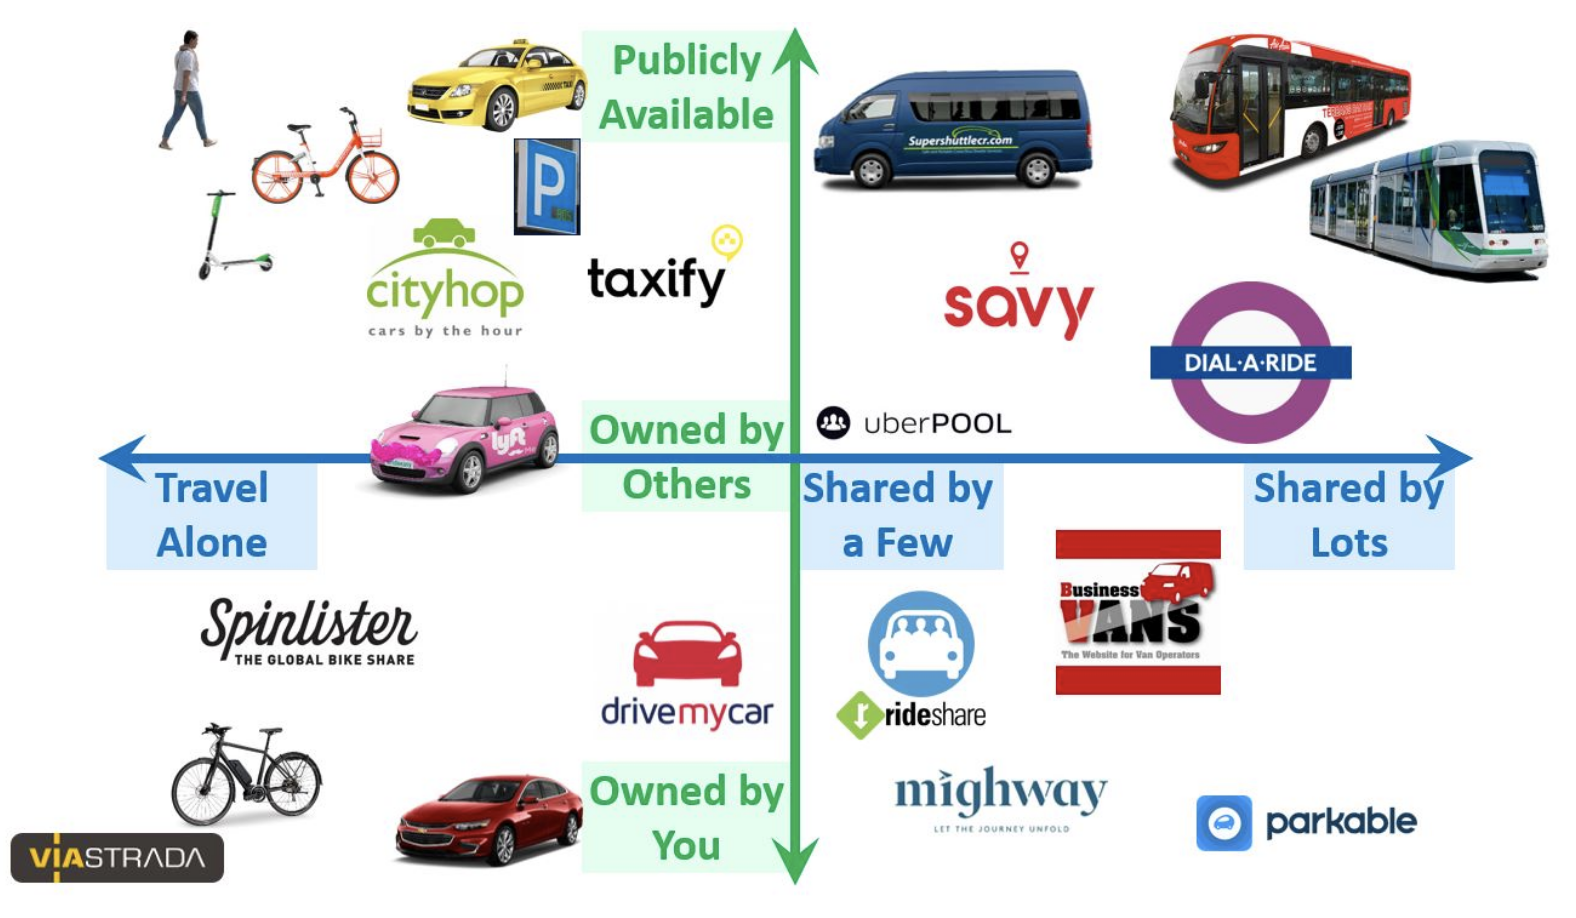 Publicly
Available
TAXI
P
Supershuttlecr.com
cityhop
cars by the hour
taxify
savy
DIAL·A·RIDE
uberPOOL
lyft
Owned by
Others
Travel
Alone
Shared by
a Few
Shared by
Lots
Spinlister
THE GLOBAL BIKE SHARE
drivemycar
rideshare
Business
VANS
The Website for Van Operators
Owned by
You
mighway
LET THE JOURNEY UNFOLD
parkable
VIASTRADA